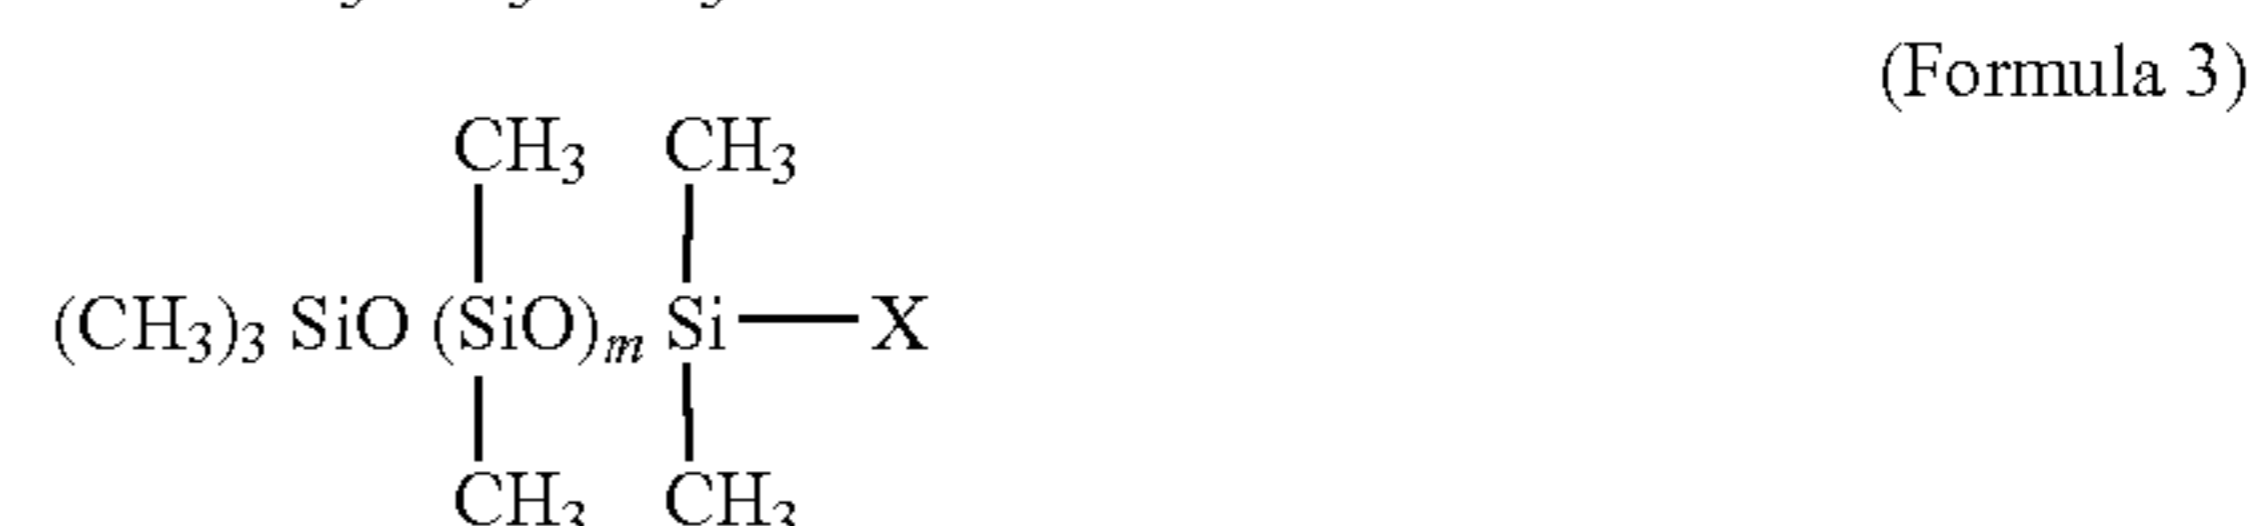 (Formula 3)
CH₃ CH₃
(CH₃)₃ SiO (SiO)ₘ Si—X
CH₃ CH₃